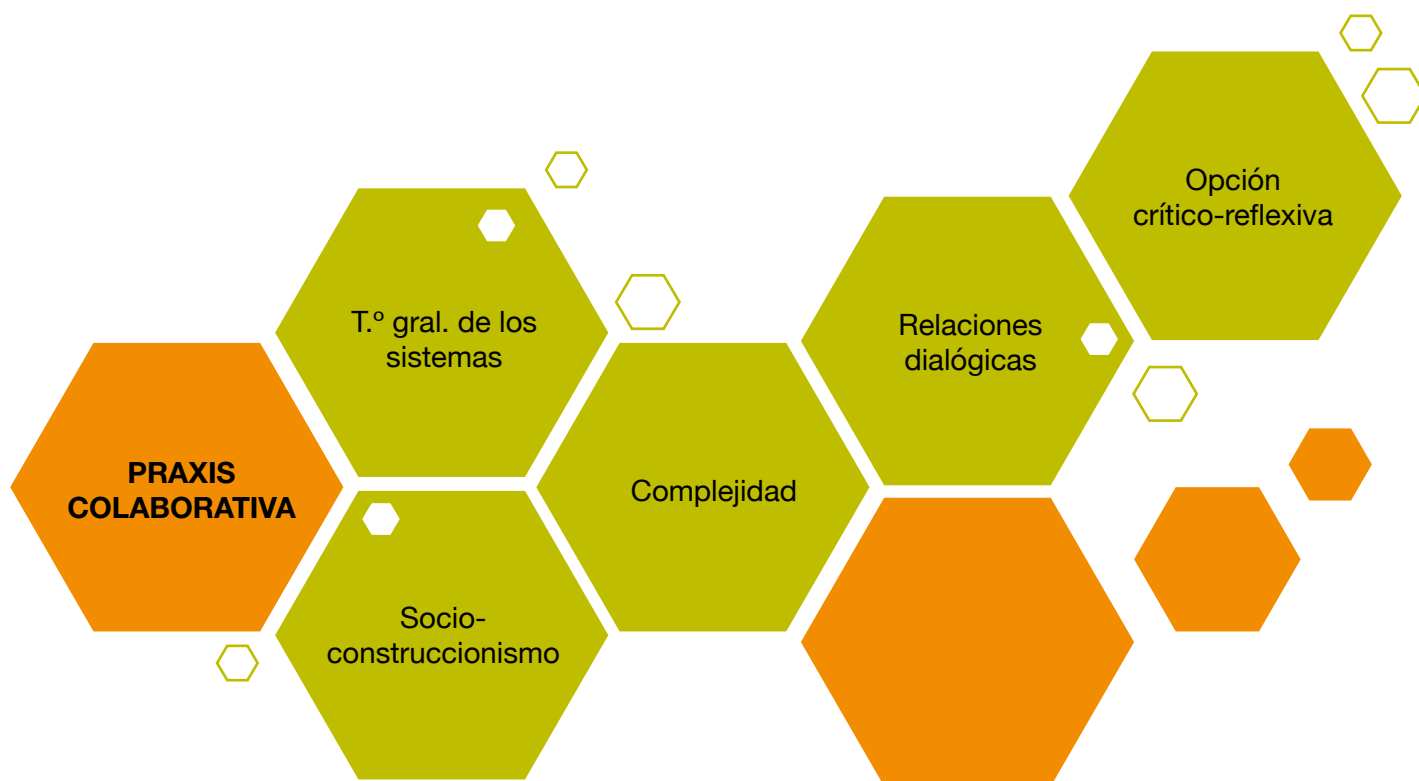 PRAXIS
COLABORATIVA
T.º gral. de los
sistemas
Socio-
construccionismo
Complejidad
Relaciones
dialógicas
Opción
crítico-reflexiva